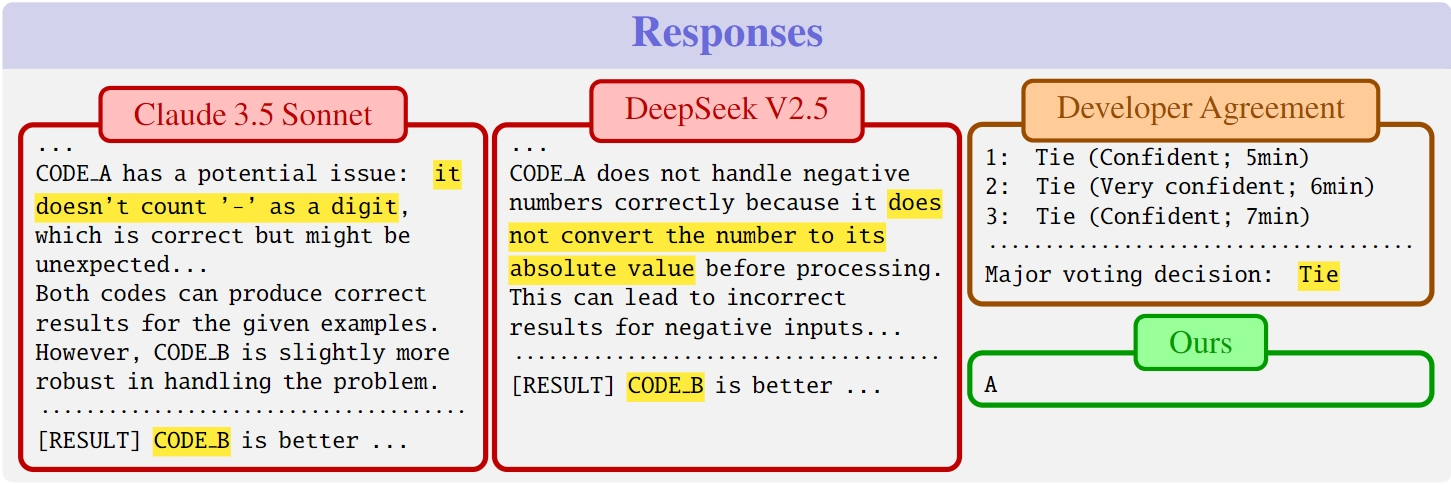 Responses
Claude 3.5 Sonnet
...
CODE_A has a potential issue: it
doesn't count '-' as a digit,
which is correct but might be
unexpected...
Both codes can produce correct
results for the given examples.
However, CODE_B is slightly more
robust in handling the problem.
[RESULT] CODE_B is better ...
DeepSeek V2.5
...
CODE_A does not handle negative
numbers correctly because it does
not convert the number to its
absolute value before processing.
This can lead to incorrect
results for negative inputs...
[RESULT] CODE_B is better ...
Developer Agreement
1: Tie (Confident; 5min)
2: Tie (Very confident; 6min)
3: Tie (Confident; 7min)
Major voting decision: Tie
Ours
A